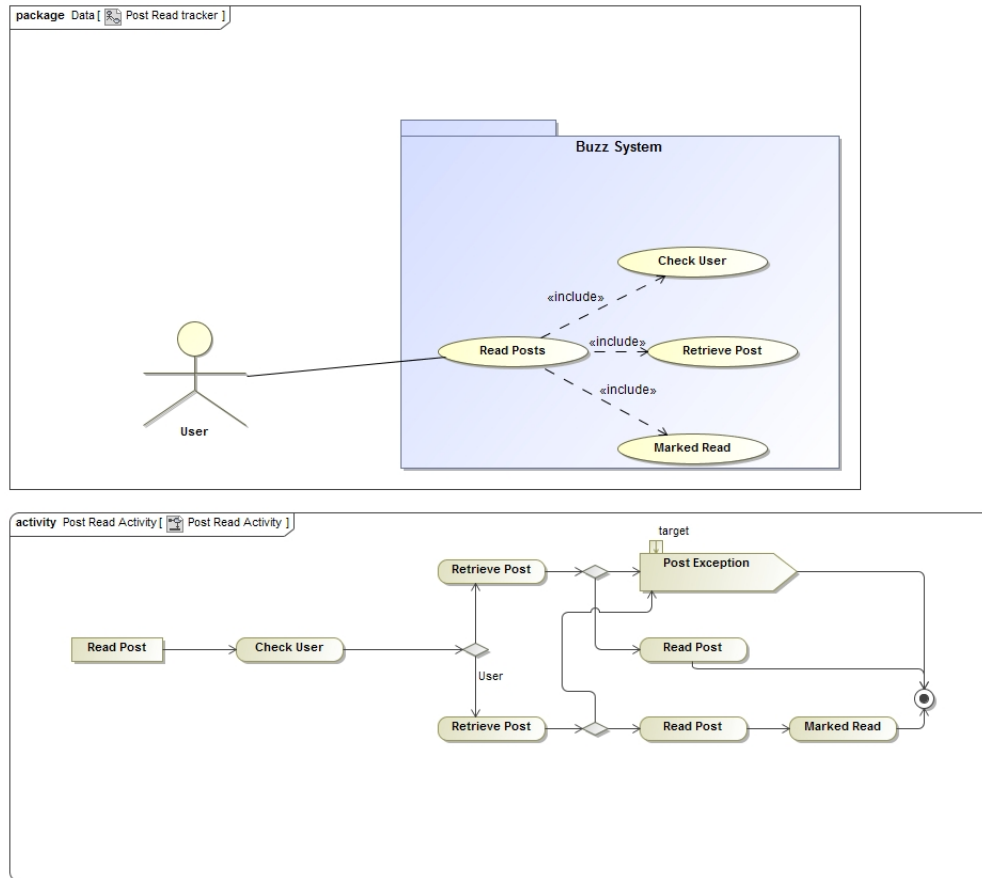 package Data[ Post Read tracker ]
Buzz System
Check User
«include»
Read Posts
«include»
Retrieve Post
«include»
User
Marked Read
activity Post Read Activity[ Post Read Activity ]
target
Retrieve Post
Post Exception
Read Post
Check User
Read Post
User
Retrieve Post
Read Post
Marked Read